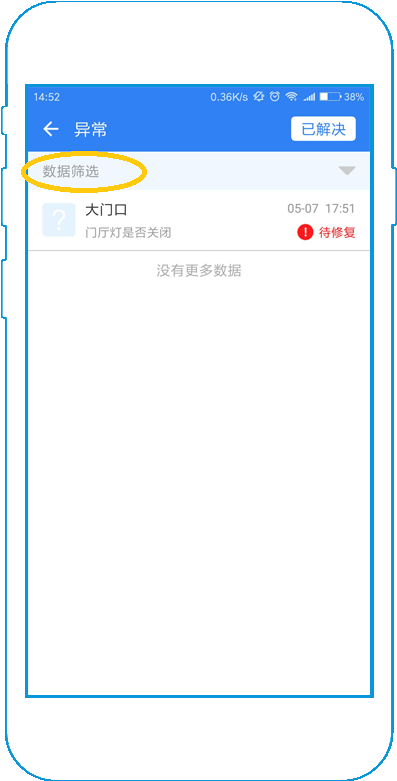 14:52 0.36K/s 38%
异常 已解决
数据筛选
大门口 05-07 17:51
门厅灯是否关闭 待修复
没有更多数据